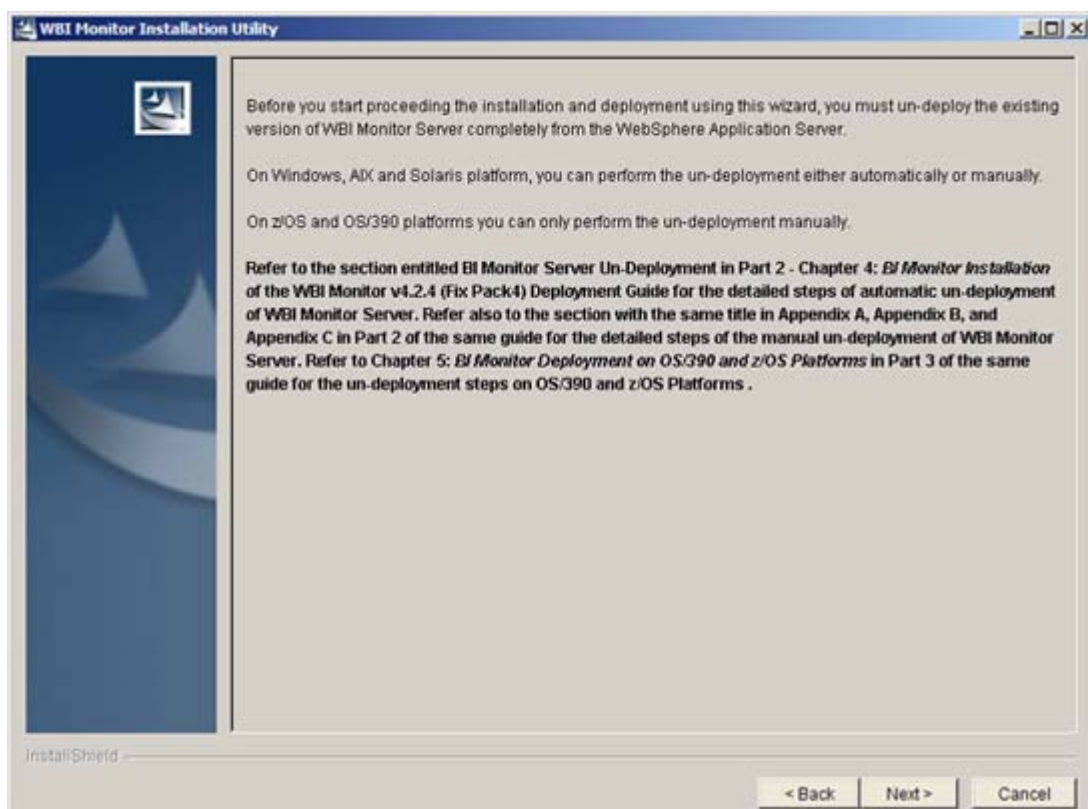 WBI Monitor Installation Utility
Before you start proceeding the installation and deployment using this wizard, you must un-deploy the existing
version of WBI Monitor Server completely from the WebSphere Application Server.
On Windows, AIX and Solaris platform, you can perform the un-deployment either automatically or manually.
On z/OS and OS/390 platforms you can only perform the un-deployment manually.
Refer to the section entitled BI Monitor Server Un-Deployment in Part 2 - Chapter 4: BI Monitor Installation
of the WBI Monitor v4.2.4 (Fix Pack4) Deployment Guide for the detailed steps of automatic un-deployment
of WBI Monitor Server. Refer also to the section with the same title in Appendix A, Appendix B, and
Appendix C in Part 2 of the same guide for the detailed steps of the manual un-deployment of WBI Monitor
Server. Refer to Chapter 5: BI Monitor Deployment on OS/390 and z/OS Platforms in Part 3 of the same
guide for the un-deployment steps on OS/390 and z/OS Platforms .
InstallShield
< Back Next > Cancel